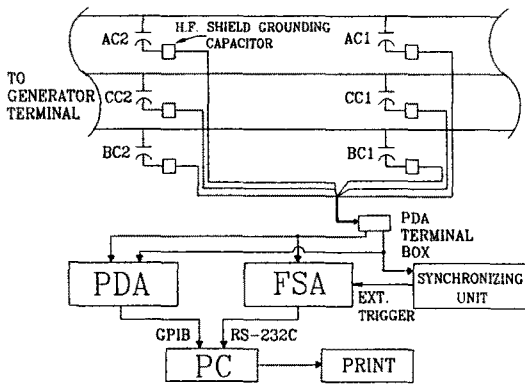 H.F. SHIELD GROUNDING
CAPACITOR
AC2
AC1
TO
GENERATOR
TERMINAL
CC2
CC1
BC2
BC1
PDA
TERMINAL
BOX
PDA
FSA
SYNCHRONIZING
UNIT
EXT.
TRIGGER
GPIB
RS-232C
PC
PRINT